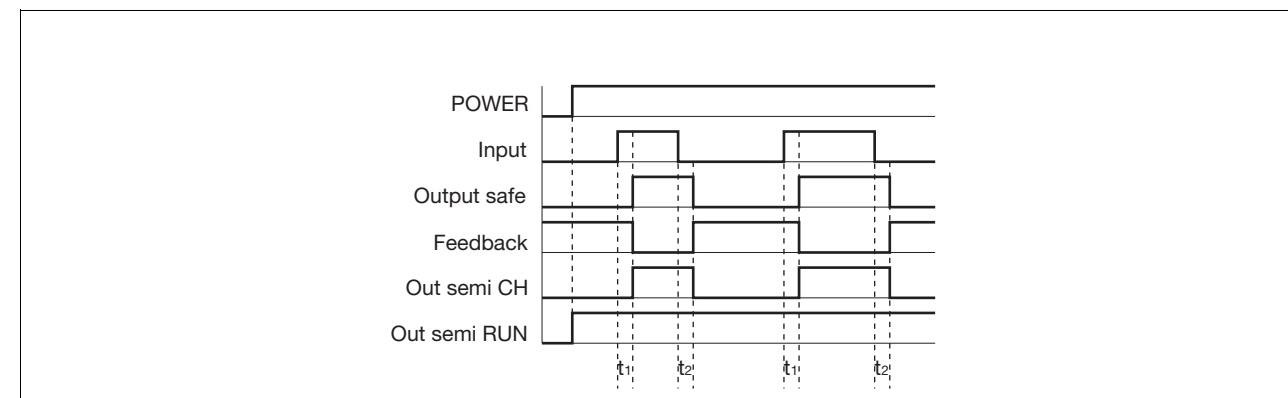 POWER
Input
Output safe
Feedback
Out semi CH
Out semi RUN
t1 t2 t1 t2